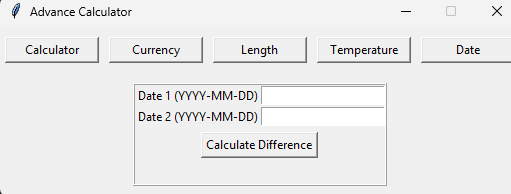 Advance Calculator
Calculator Currency Length Temperature Date
Date 1 (YYYY-MM-DD)
Date 2 (YYYY-MM-DD)
Calculate Difference